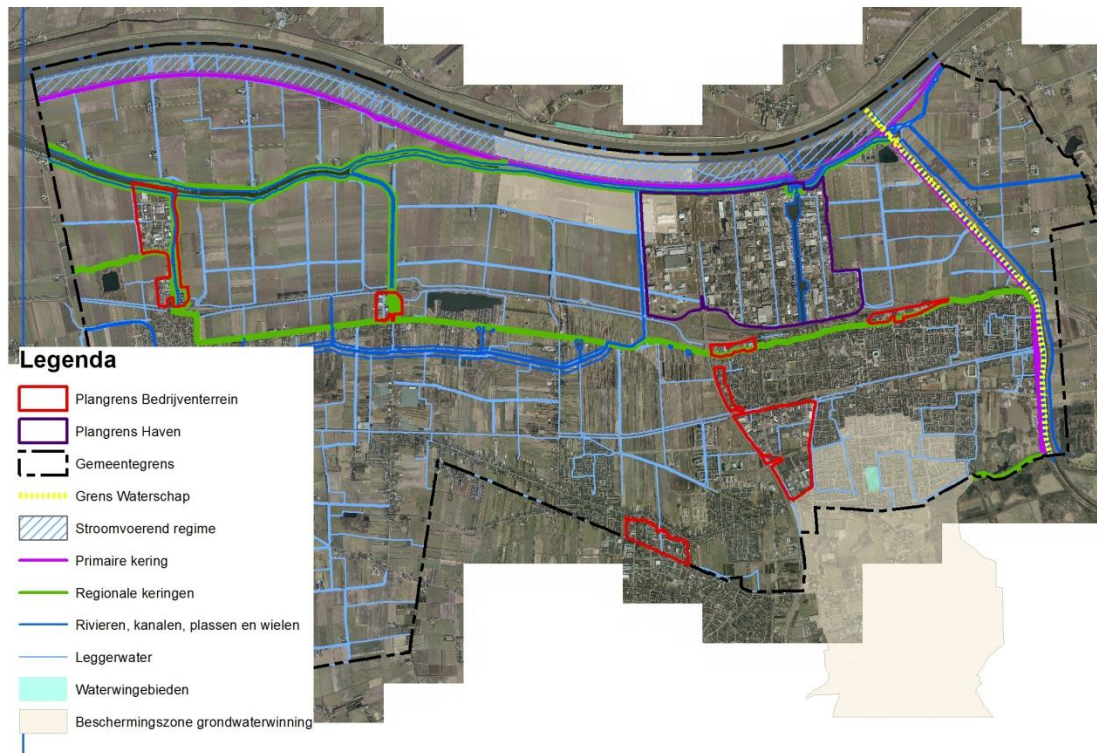 Legenda
Plangrens Bedrijventerrein
Plangrens Haven
Gemeentegrens
Grens Waterschap
Stroomvoerend regime
Primaire kering
Regionale keringen
Rivieren, kanalen, plassen en wielen
Leggerwater
Waterwingebieden
Beschermingszone grondwaterwinning